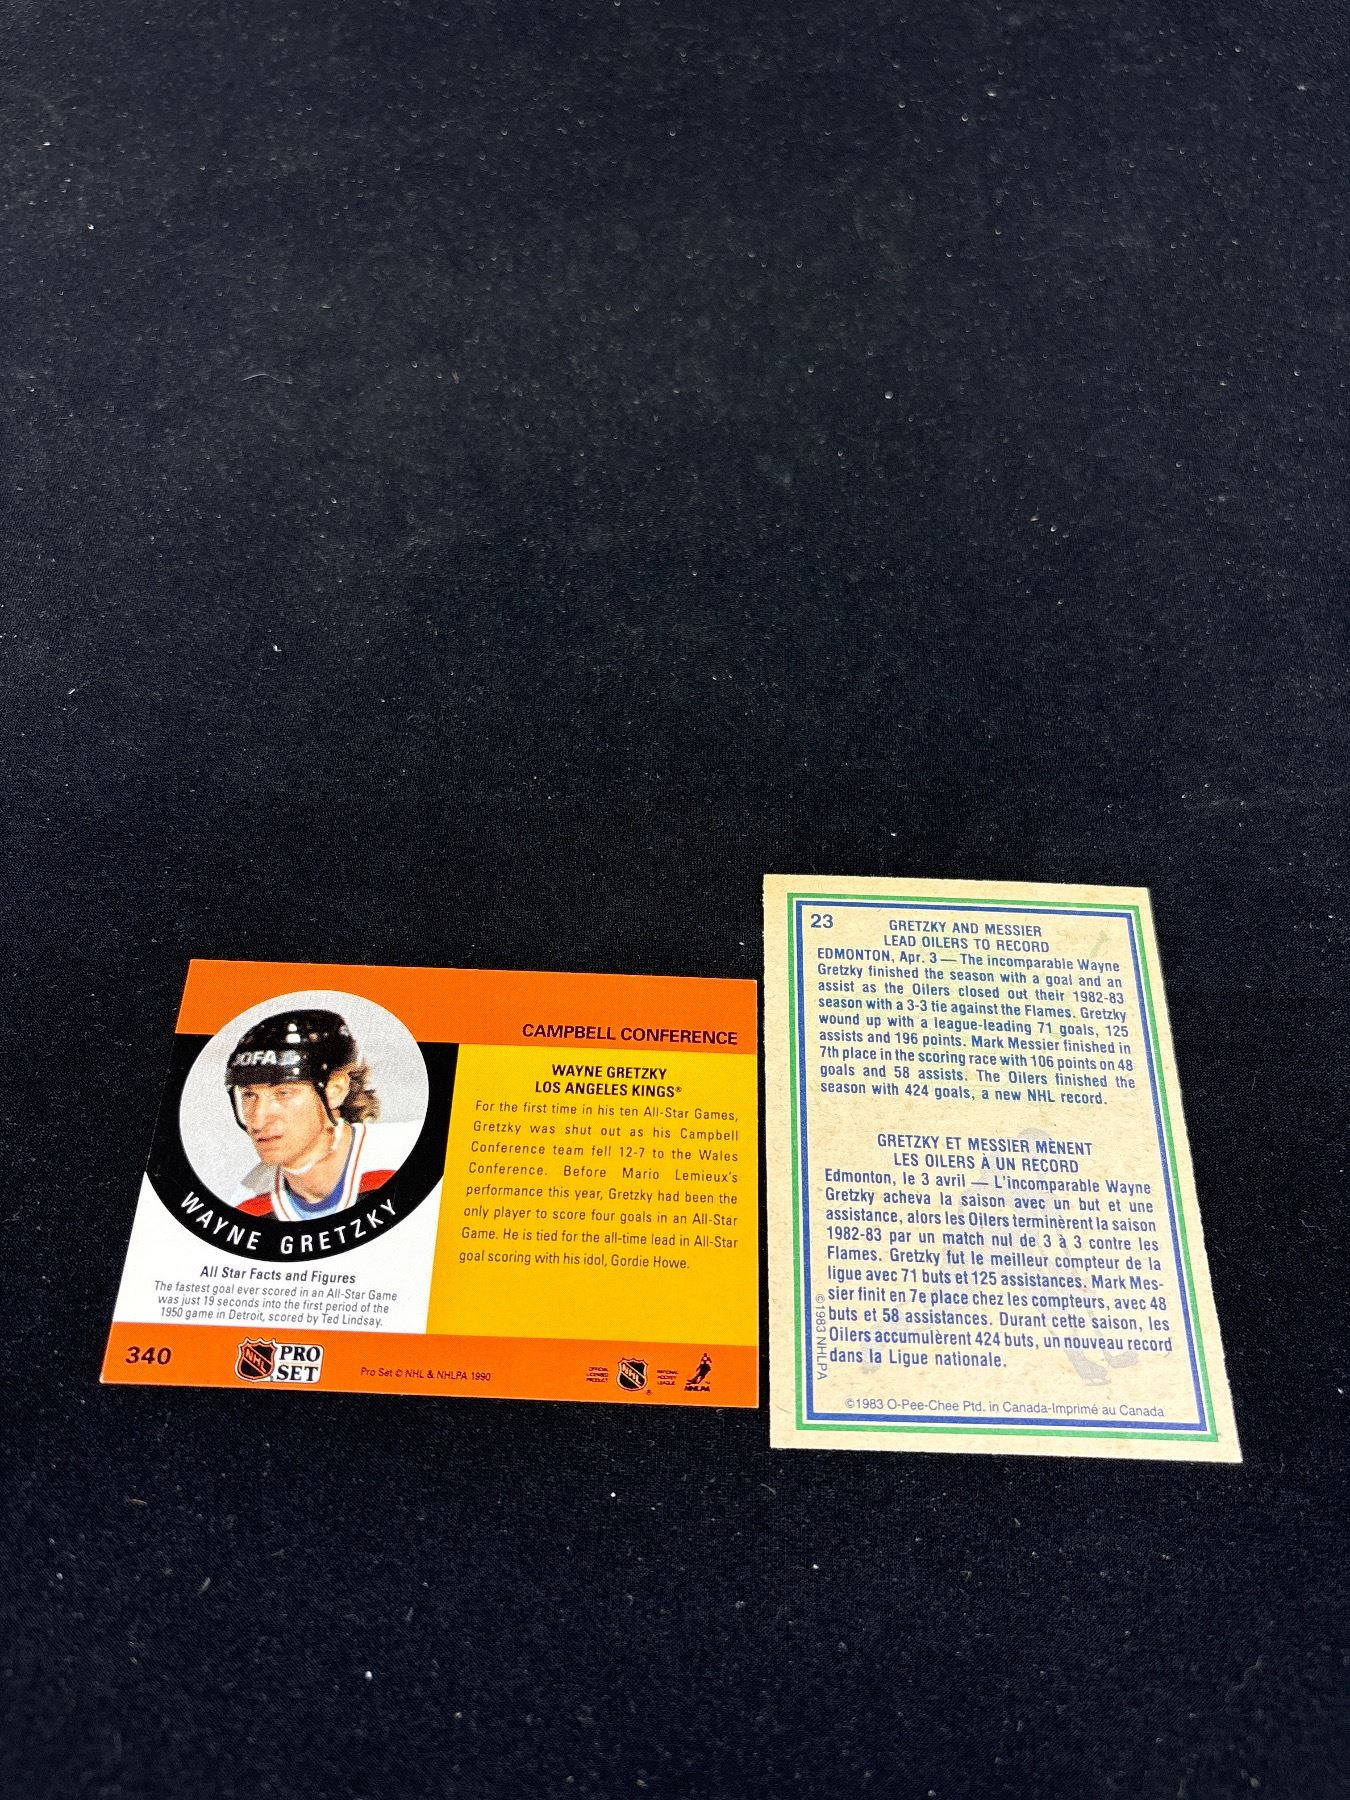 CAMPBELL CONFERENCE
WAYNE GRETZKY
LOS ANGELES KINGS®
For the first time in his ten All-Star Games,
Gretzky was shut out as his Campbell
Conference team fell 12-7 to the Wales
Conference. Before Mario Lemieux's
performance this year, Gretzky had been the
only player to score four goals in an All-Star
Game. He is tied for the all-time lead in All-Star
goal scoring with his idol, Gordie Howe.
JOFA
WAYNE GRETZKY
All Star Facts and Figures
The fastest goal ever scored in an All-Star Game
was just 19 seconds into the first period of the
1950 game in Detroit, scored by Ted Lindsay.
340
NHL
PRO
SET
Pro Set © NHL & NHLPA 1990
OFFICIAL
LICENSED
PRODUCT
NHL
®
NATIONAL
HOCKEY
LEAGUE
NHLPA
23
GRETZKY AND MESSIER
LEAD OILERS TO RECORD
EDMONTON, Apr. 3 — The incomparable Wayne
Gretzky finished the season with a goal and an
assist as the Oilers closed out their 1982-83
season with a 3-3 tie against the Flames. Gretzky
wound up with a league-leading 71 goals, 125
assists and 196 points. Mark Messier finished in
7th place in the scoring race with 106 points on 48
goals and 58 assists. The Oilers finished the
season with 424 goals, a new NHL record.
GRETZKY ET MESSIER MÈNENT
LES OILERS À UN RECORD
Edmonton, le 3 avril — L'incomparable Wayne
Gretzky acheva la saison avec un but et une
assistance, alors les Oilers terminèrent la saison
1982-83 par un match nul de 3 à 3 contre les
Flames. Gretzky fut le meilleur compteur de la
ligue avec 71 buts et 125 assistances. Mark Mes-
sier finit en 7e place chez les compteurs, avec 48
buts et 58 assistances. Durant cette saison, les
Oilers accumulèrent 424 buts, un nouveau record
dans la Ligue nationale.
©1983 NHLPA
©1983 O-Pee-Chee Ptd. in Canada-Imprimé au Canada